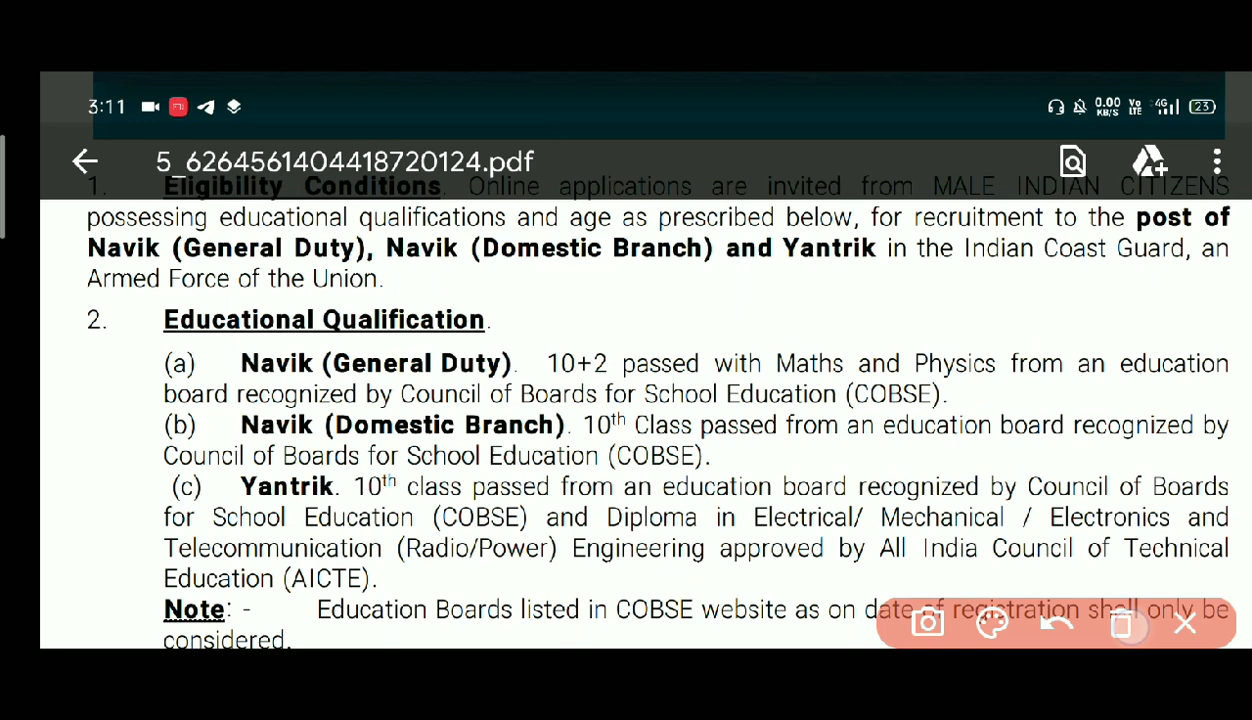 3:11 0.00 KB/S Vo LTE 4G 23
5_6264561404418720124.pdf
1. Eligibility Conditions. Online applications are invited from MALE INDIAN CITIZENS
possessing educational qualifications and age as prescribed below, for recruitment to the post of
Navik (General Duty), Navik (Domestic Branch) and Yantrik in the Indian Coast Guard, an
Armed Force of the Union.
2. Educational Qualification.
(a) Navik (General Duty). 10+2 passed with Maths and Physics from an education
board recognized by Council of Boards for School Education (COBSE).
(b) Navik (Domestic Branch). 10th Class passed from an education board recognized by
Council of Boards for School Education (COBSE).
(c) Yantrik. 10th class passed from an education board recognized by Council of Boards
for School Education (COBSE) and Diploma in Electrical/ Mechanical / Electronics and
Telecommunication (Radio/Power) Engineering approved by All India Council of Technical
Education (AICTE).
Note: - Education Boards listed in COBSE website as on date of registration shall only be
considered.